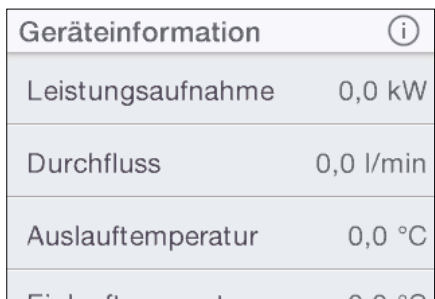 Geräteinformation
Leistungsaufnahme 0,0 kW
Durchfluss 0,0 l/min
Auslauftemperatur 0,0 °C